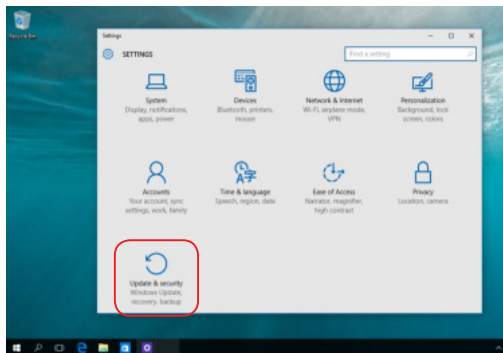 Recycle Bin
Settings
SETTINGS
Find a setting
System
Display, notifications,
apps, power
Devices
Bluetooth, printers,
mouse
Network & Internet
Wi-Fi, airplane mode,
VPN
Personalization
Background, lock
screen, colors
Accounts
Your account, sync
settings, work, family
Time & language
Speech, region, date
Ease of Access
Narrator, magnifier,
high contrast
Privacy
Location, camera
Update & security
Windows Update,
recovery, backup